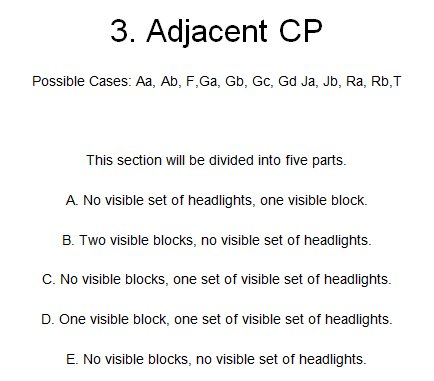 3. Adjacent CP
Possible Cases: Aa, Ab, F,Ga, Gb, Gc, Gd Ja, Jb, Ra, Rb,T
This section will be divided into five parts.
A. No visible set of headlights, one visible block.
B. Two visible blocks, no visible set of headlights.
C. No visible blocks, one set of visible set of headlights.
D. One visible block, one set of visible set of headlights.
E. No visible blocks, no visible set of headlights.